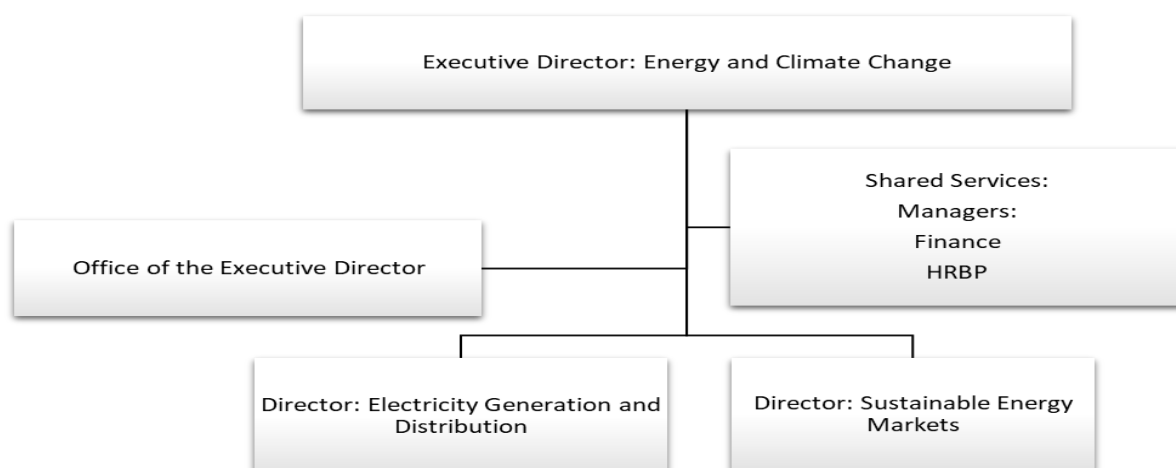 Executive Director: Energy and Climate Change
Shared Services:
Managers:
Finance
HRBP
Office of the Executive Director
Director: Electricity Generation and
Distribution
Director: Sustainable Energy
Markets